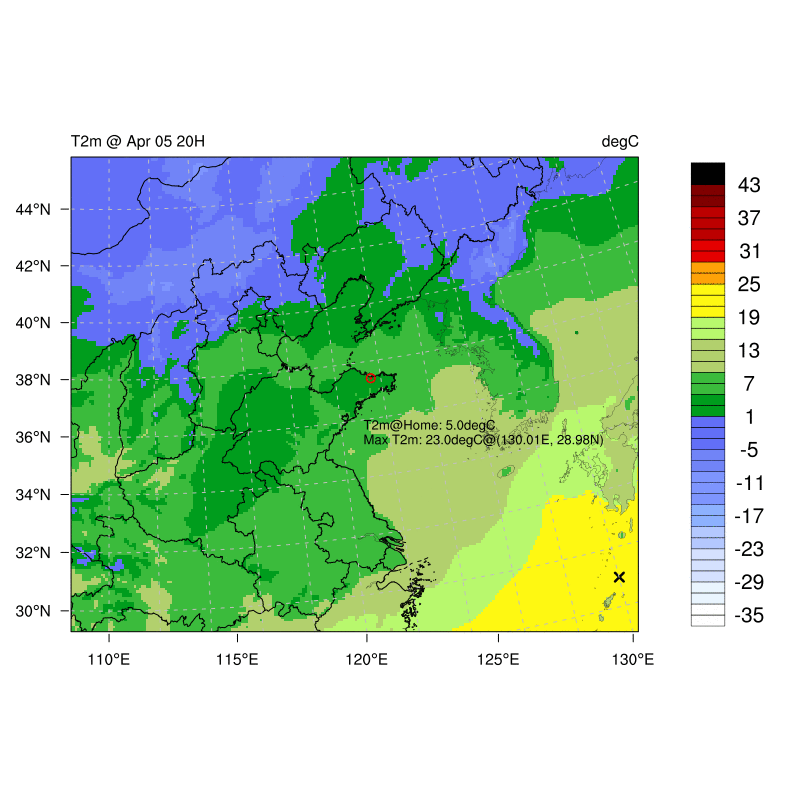 T2m @ Apr 05 20H degC
44°N
42°N
40°N
38°N
36°N
34°N
32°N
30°N
110°E 115°E 120°E 125°E 130°E
T2m@Home: 5.0degC
Max T2m: 23.0degC@(130.01E, 28.98N)
43
37
31
25
19
13
7
1
-5
-11
-17
-23
-29
-35